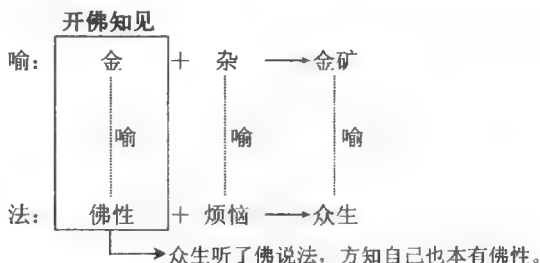 开佛知见
喻： 金 + 杂 → 金矿
喻 喻 喻
法： 佛性 + 烦恼 → 众生
众生听了佛说法，方知自己也本有佛性。